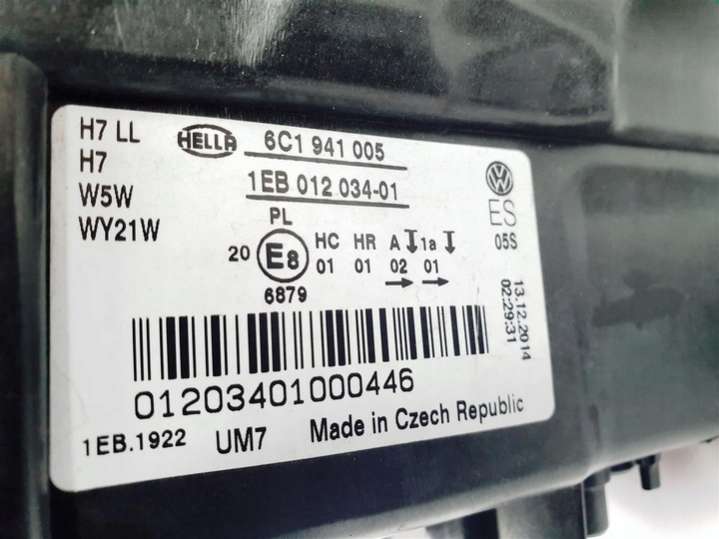 H7 LL
H7
W5W
WY21W
HELLA 6C1 941 005
1EB 012 034-01
PL
20 E8 HC HR A 1a
01 01 02 01
6879
VW
ES
05S
13.12.2014
02:29:31
01203401000446
1EB.1922 UM7 Made in Czech Republic